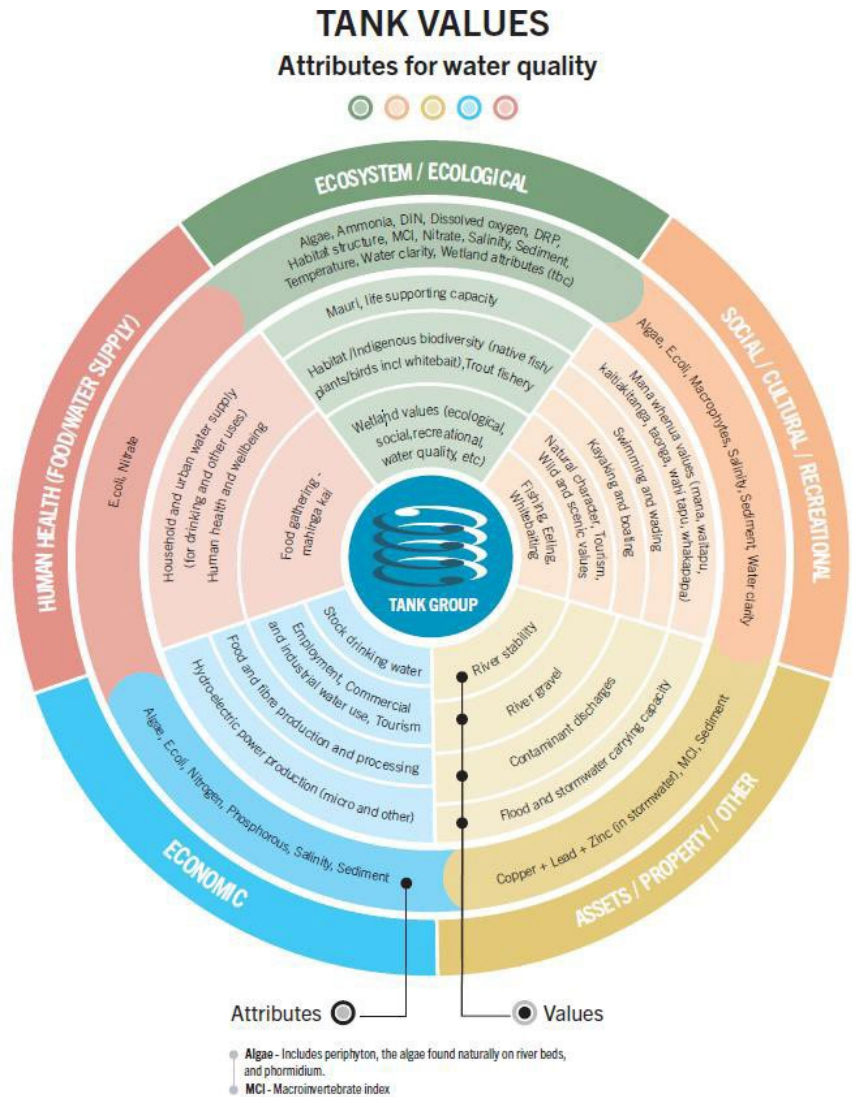 TANK VALUES
Attributes for water quality
ECOSYSTEM / ECOLOGICAL
Algae, Ammonia, DIN, Dissolved oxygen, DRP,
Habitat structure, MCI, Nitrate, Salinity, Sediment,
Temperature, Water clarity, Wetland attributes (tbc)
Mauri, life supporting capacity
Habitat/Indigenous biodiversity (native fish/
plants/birds incl whitebait),Trout fishery
Wetland values (ecological,
social,recreational,
water quality, etc)
SOCIAL / CULTURAL / RECREATIONAL
Algae, E.coli, Macrophytes, Salinity, Sediment, Water clarity
Mana whenua values (mana, waitapu,
kaitiakitanga, taonga, wahi tapu, whakapapa)
Swimming and wading
Kayaking and boating
Natural character, Tourism,
Wild and scenic values
Fishing, Eeling,
Whitebaiting
ASSETS / PROPERTY / OTHER
Copper + Lead + Zinc (in stormwater), MCI, Sediment
River stability
River gravel
Contaminant discharges
Flood and stormwater carrying capacity
ECONOMIC
Algae, E.coli, Nitrogen, Phosphorous, Salinity, Sediment
Stock drinking water
Employment, Commercial
and industrial water use, Tourism
Food and fibre production and processing
Hydro-electric power production (micro and other)
HUMAN HEALTH (FOOD/WATER SUPPLY)
E.coli, Nitrate
Household and urban water supply
(for drinking and other uses)
Human health and wellbeing
Food gathering -
mahinga kai
TANK GROUP
Attributes
Values
Algae - Includes periphyton, the algae found naturally on river beds,
and phormidium.
MCI - Macroinvertebrate index